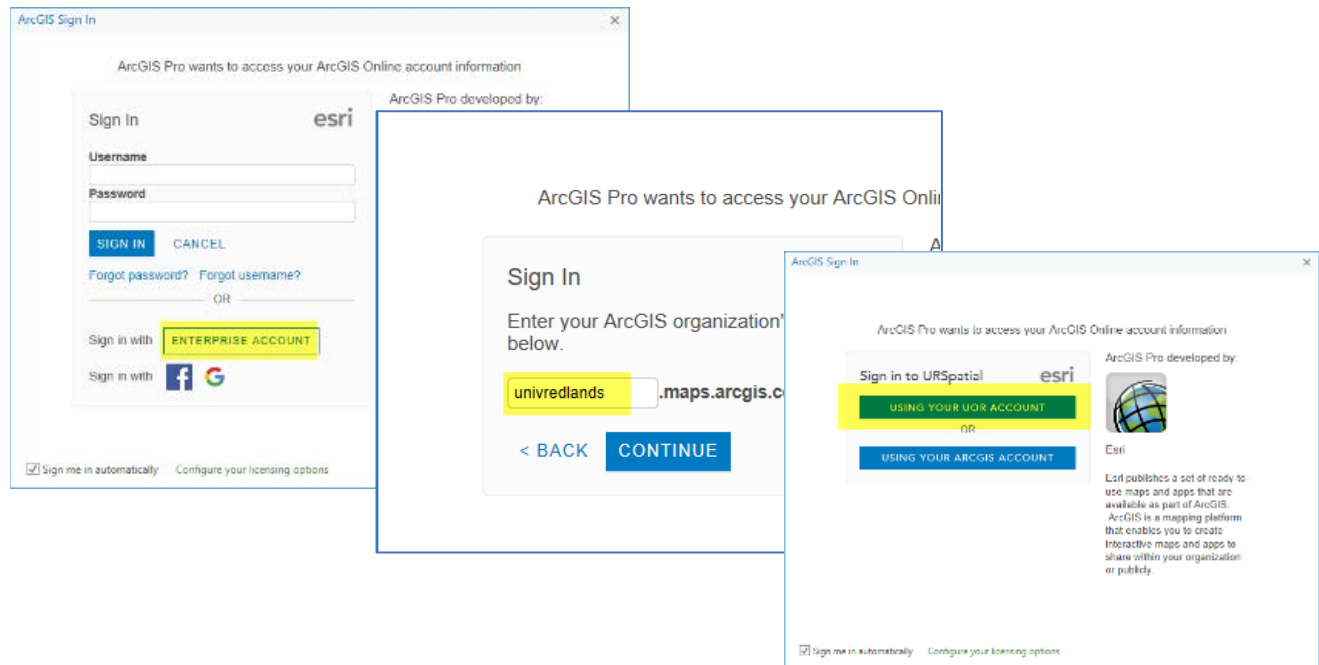 ArcGIS Sign In
ArcGIS Pro wants to access your ArcGIS Online account information
ArcGIS Pro developed by:
Sign In
esri
Username
Password
SIGN IN
CANCEL
Forgot password?
Forgot username?
OR
Sign in with
ENTERPRISE ACCOUNT
Sign in with
Sign me in automatically
Configure your licensing options
ArcGIS Pro wants to access your ArcGIS Onli
A
Sign In
Enter your ArcGIS organization'
below.
univredlands
.maps.arcgis.c
< BACK
CONTINUE
ArcGIS Sign In
ArcGIS Pro wants to access your ArcGIS Online account information
ArcGIS Pro developed by:
Sign in to URSpatial
esri
USING YOUR UOR ACCOUNT
OR
USING YOUR ARCGIS ACCOUNT
Esri
Esri publishes a set of ready-to-
use maps and apps that are
available as part of ArcGIS.
ArcGIS is a mapping platform
that enables you to create
interactive maps and apps to
share within your organization
or publicly.
Sign me in automatically
Configure your licensing options